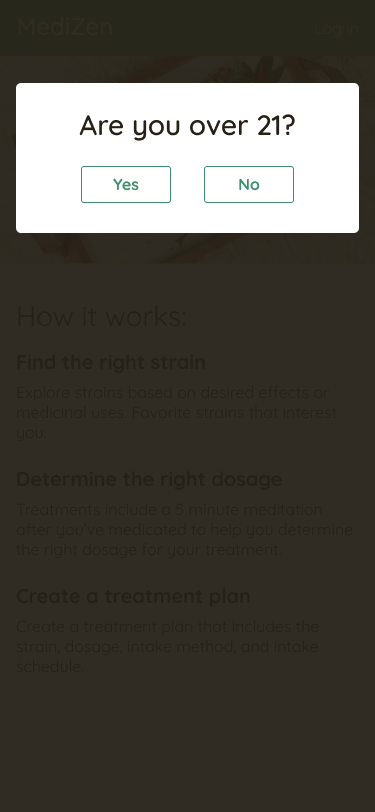 MediZen
Log In
Are you over 21?
Yes
No
How it works:
Find the right strain
Explore strains based on desired effects or
medicinal uses. Favorite strains that interest
you.
Determine the right dosage
Treatments include a 5 minute meditation
after you've medicated to help you determine
the right dosage for your treatment
Create a treatment plan
Create a treatment plan that includes the
strain, dosage, intake method, and intake
schedule.